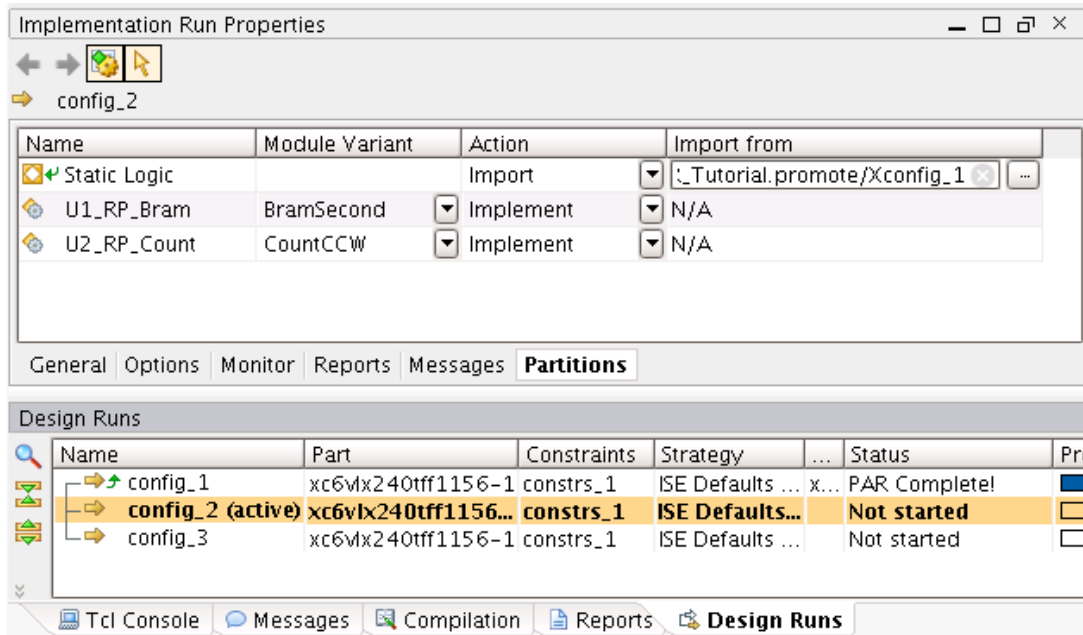 Implementation Run Properties
config_2
Name Module Variant Action Import from
Static Logic Import :_Tutorial.promote/Xconfig_1 ...
U1_RP_Bram BramSecond Implement N/A
U2_RP_Count CountCCW Implement N/A
General Options Monitor Reports Messages Partitions
Design Runs
Name Part Constraints Strategy ... Status Pr
config_1 xc6vlx240tff1156-1 constrs_1 ISE Defaults ... x... PAR Complete!
config_2 (active) xc6vlx240tff1156... constrs_1 ISE Defaults... Not started
config_3 xc6vlx240tff1156-1 constrs_1 ISE Defaults ... Not started
Tcl Console Messages Compilation Reports Design Runs